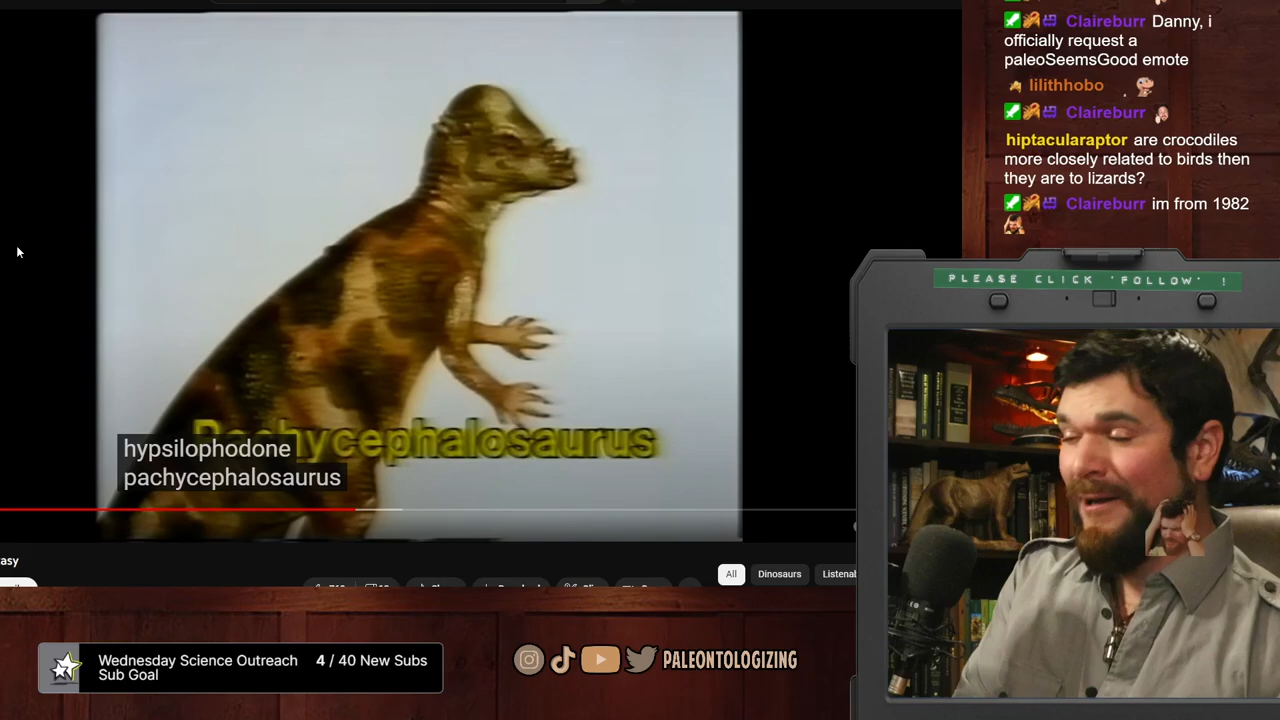 Claireburr Danny, i
officially request a
paleoSeemsGood emote
lilithhobo
Claireburr
hiptacularaptor are crocodiles
more closely related to birds then
they are to lizards?
Claireburr im from 1982
PLEASE CLICK 'FOLLOW' !
Pachycephalosaurus
hypsilophodone
pachycephalosaurus
asy
All Dinosaurs Listenab
Wednesday Science Outreach 4 / 40 New Subs
Sub Goal
PALEONTOLOGIZING